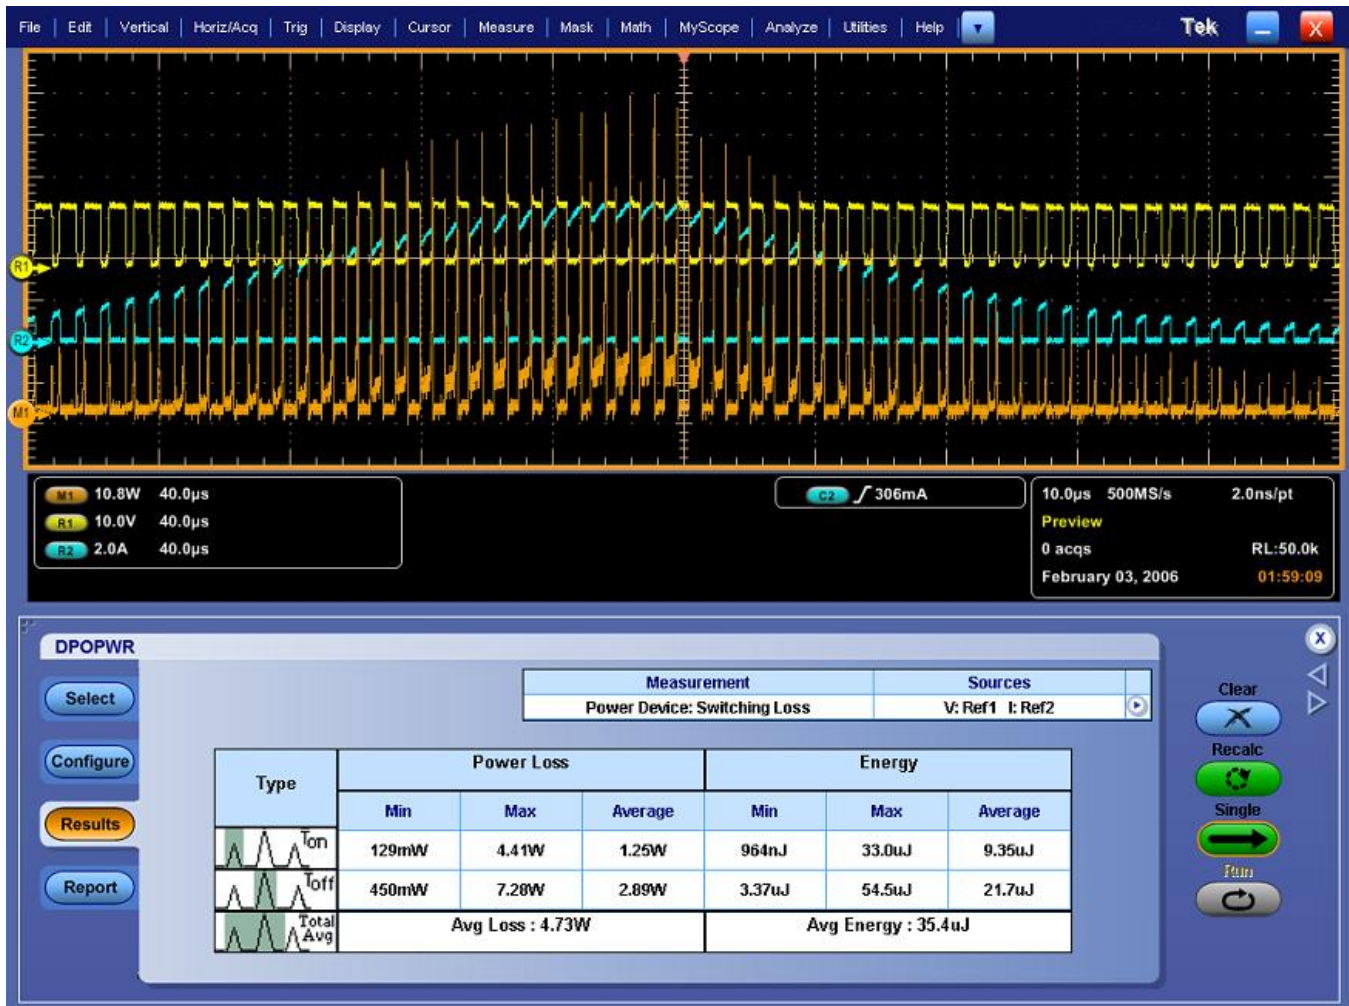 File | Edit | Vertical | Horiz/Acq | Trig | Display | Cursor | Measure | Mask | Math | MyScope | Analyze | Utilities | Help Tek X
R1
R2
M1
M1 10.8W 40.0µs
R1 10.0V 40.0µs
R2 2.0A 40.0µs
C2 306mA
10.0µs 500MS/s 2.0ns/pt
Preview
0 acqs RL:50.0k
February 03, 2006 01:59:09
DPOPWR
X
Select
Configure
Results
Report
Measurement Sources
Power Device: Switching Loss V: Ref1 I: Ref2
Type Power Loss Energy
Min Max Average Min Max Average
Ton 129mW 4.41W 1.25W 964nJ 33.0uJ 9.35uJ
Toff 450mW 7.28W 2.89W 3.37uJ 54.5uJ 21.7uJ
Total Avg Avg Loss : 4.73W Avg Energy : 35.4uJ
Clear
Recalc
Single
Run